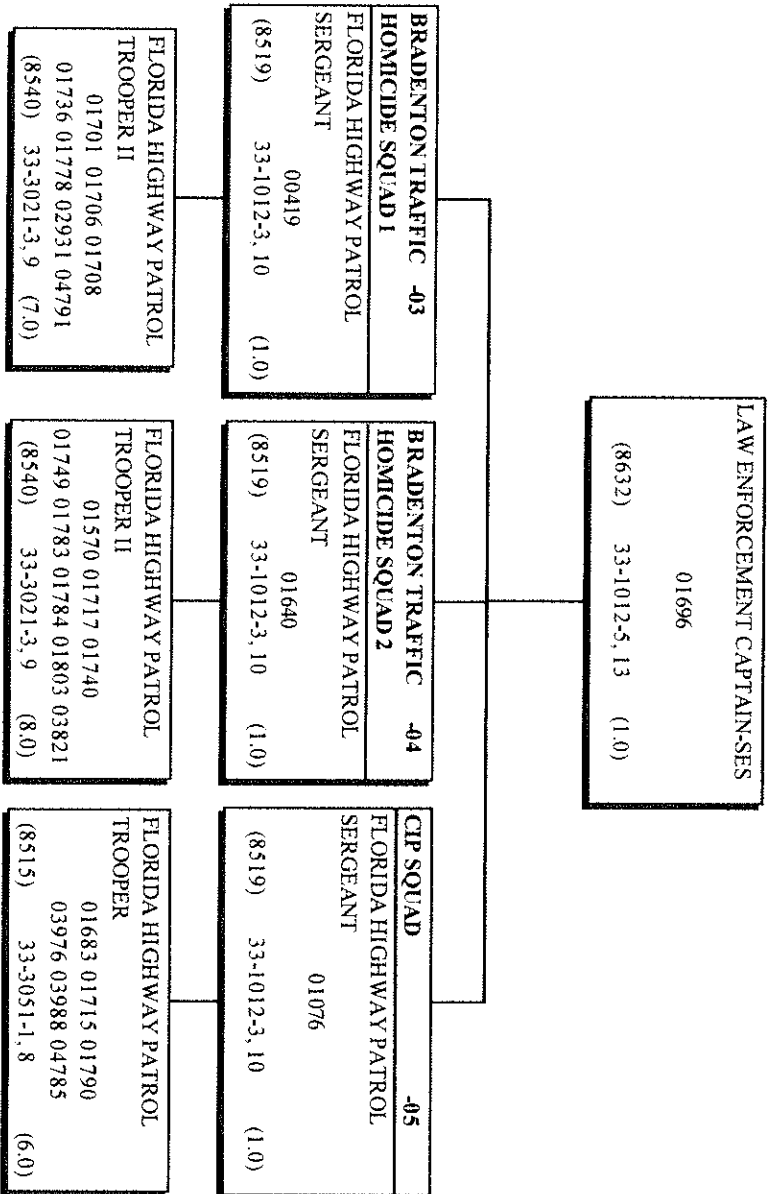 LAW ENFORCEMENT CAPTAIN-SES
01696
(8632) 33-1012-5, 13 (1.0)
BRADENTON TRAFFIC -03
HOMICIDE SQUAD 1
FLORIDA HIGHWAY PATROL
SERGEANT
00419
(8519) 33-1012-3, 10 (1.0)
FLORIDA HIGHWAY PATROL
TROOPER II
01701 01706 01708
01736 01778 02931 04791
(8540) 33-3021-3, 9 (7.0)
BRADENTON TRAFFIC -04
HOMICIDE SQUAD 2
FLORIDA HIGHWAY PATROL
SERGEANT
01640
(8519) 33-1012-3, 10 (1.0)
FLORIDA HIGHWAY PATROL
TROOPER II
01570 01717 01740
01749 01783 01784 01803 03821
(8540) 33-3021-3, 9 (8.0)
CIP SQUAD -05
FLORIDA HIGHWAY PATROL
SERGEANT
01076
(8519) 33-1012-3, 10 (1.0)
FLORIDA HIGHWAY PATROL
TROOPER
01683 01715 01790
03976 03988 04785
(8515) 33-3051-1, 8 (6.0)